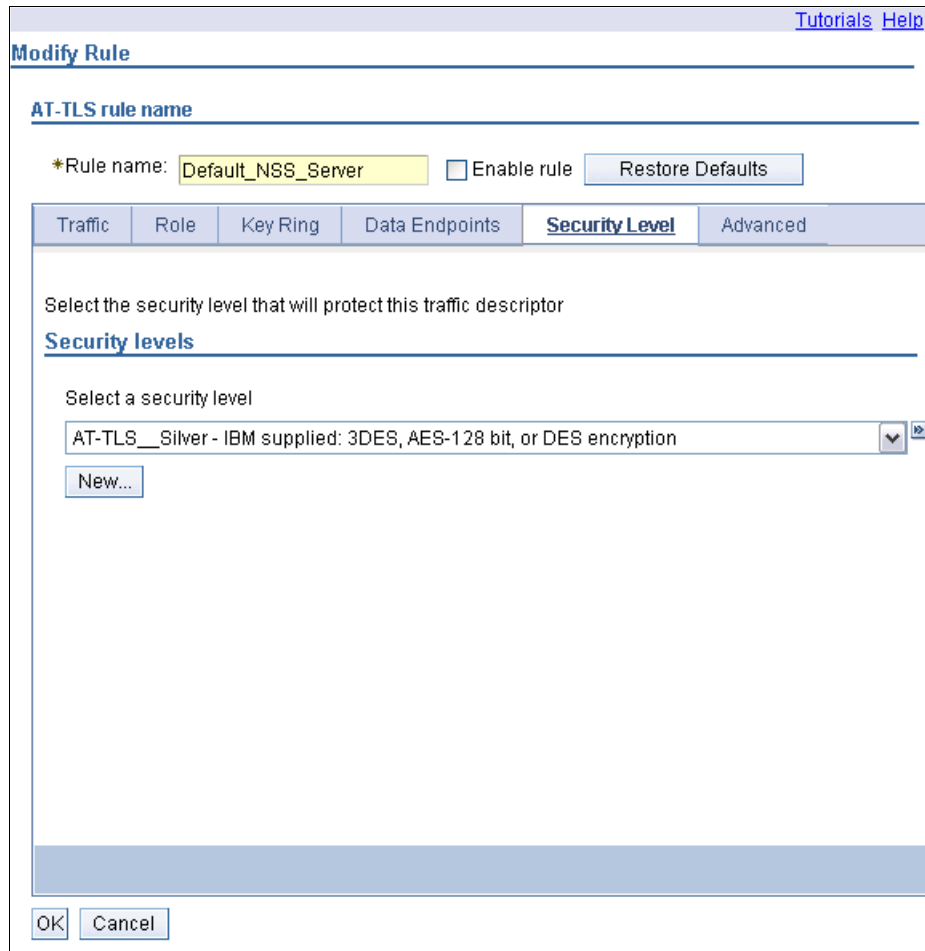 Tutorials Help
Modify Rule
AT-TLS rule name
*Rule name: Default_NSS_Server Enable rule Restore Defaults
Traffic Role Key Ring Data Endpoints Security Level Advanced
Select the security level that will protect this traffic descriptor
Security levels
Select a security level
AT-TLS__Silver - IBM supplied: 3DES, AES-128 bit, or DES encryption
New...
OK Cancel